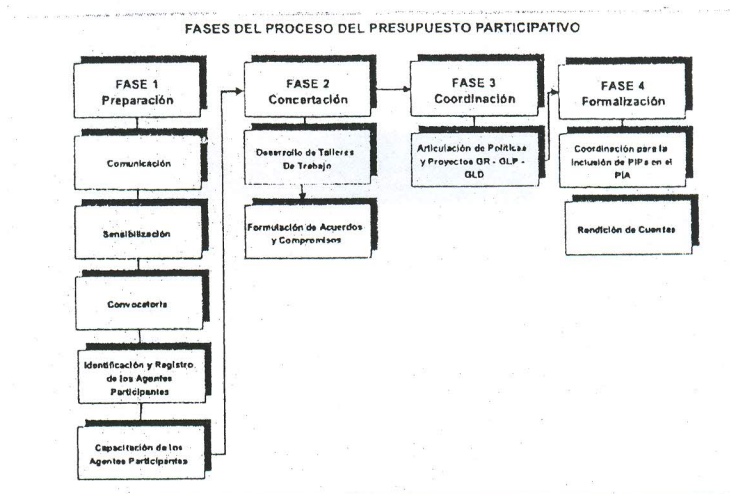 FASES DEL PROCESO DEL PRESUPUESTO PARTICIPATIVO
FASE 1
Preparación
Comunicación
Sensibilización
Convocatoria
Identificación y Registro
de los Agentes
Participantes
Capacitación de los
Agentes Participantes
FASE 2
Concertación
Desarrollo de Talleres
De Trabajo
Formulación de Acuerdos
y Compromisos
FASE 3
Coordinación
Articulación de Políticas
y Proyectos GR - GLP -
GLD
FASE 4
Formalización
Coordinación para la
Inclusión de PIPs en el
PIA
Rendición de Cuentas